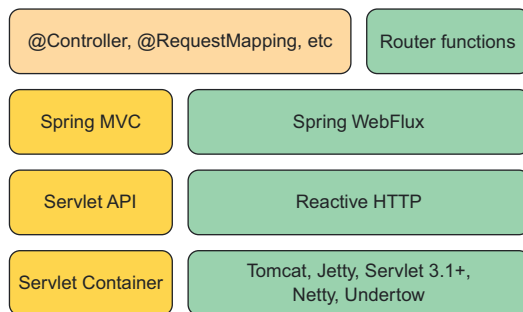 @Controller, @RequestMapping, etc
Router functions
Spring MVC
Spring WebFlux
Servlet API
Reactive HTTP
Servlet Container
Tomcat, Jetty, Servlet 3.1+,
Netty, Undertow